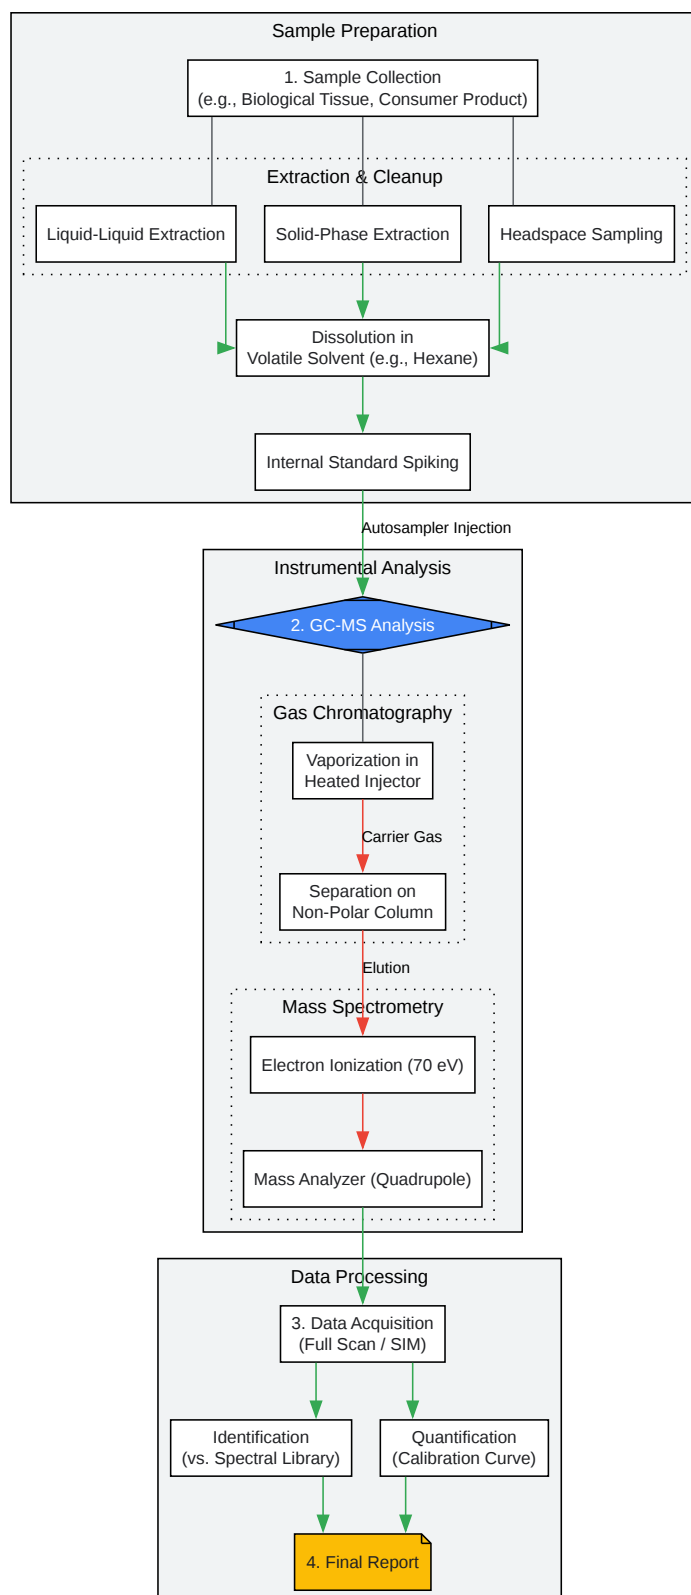 Sample Preparation
1. Sample Collection
(e.g., Biological Tissue, Consumer Product)
Extraction & Cleanup
Liquid-Liquid Extraction
Solid-Phase Extraction
Headspace Sampling
Dissolution in
Volatile Solvent (e.g., Hexane)
Internal Standard Spiking
Autosampler Injection
Instrumental Analysis
2. GC-MS Analysis
Gas Chromatography
Vaporization in
Heated Injector
Carrier Gas
Separation on
Non-Polar Column
Elution
Mass Spectrometry
Electron Ionization (70 eV)
Mass Analyzer (Quadrupole)
Data Processing
3. Data Acquisition
(Full Scan / SIM)
Identification
(vs. Spectral Library)
Quantification
(Calibration Curve)
4. Final Report